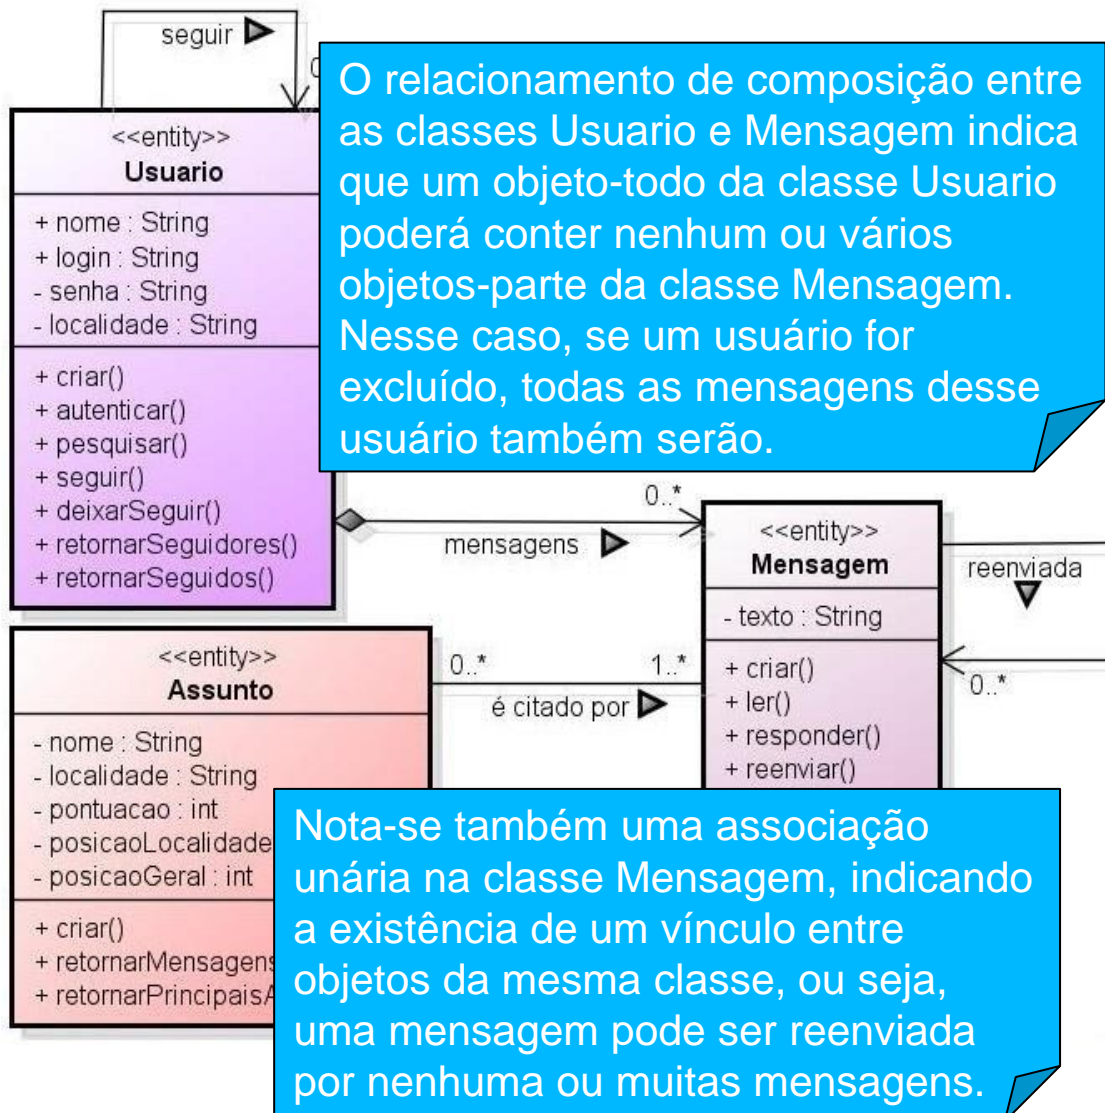 seguir
0
<<entity>>
Usuario
+ nome : String
+ login : String
- senha : String
- localidade : String
+ criar()
+ autenticar()
+ pesquisar()
+ seguir()
+ deixarSeguir()
+ retornarSeguidores()
+ retornarSeguidos()
O relacionamento de composição entre
as classes Usuario e Mensagem indica
que um objeto-todo da classe Usuario
poderá conter nenhum ou vários
objetos-parte da classe Mensagem.
Nesse caso, se um usuário for
excluído, todas as mensagens desse
usuário também serão.
0..*
mensagens
<<entity>>
Mensagem
- texto : String
+ criar()
+ ler()
+ responder()
+ reenviar()
reenviada
0..*
<<entity>>
Assunto
- nome : String
- localidade : String
- pontuacao : int
- posicaoLocalidade
- posicaoGeral : int
+ criar()
+ retornarMensagens
+ retornarPrincipaisA
0..*
1..*
é citado por
Nota-se também uma associação
unária na classe Mensagem, indicando
a existência de um vínculo entre
objetos da mesma classe, ou seja,
uma mensagem pode ser reenviada
por nenhuma ou muitas mensagens.